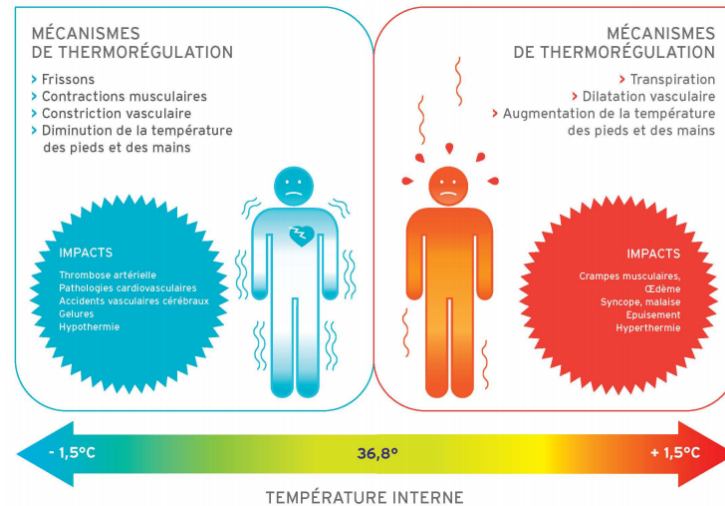 MÉCANISMES
DE THERMORÉGULATION
> Frissons
> Contractions musculaires
> Constriction vasculaire
> Diminution de la température
des pieds et des mains
IMPACTS
Thrombose artérielle
Pathologies cardiovasculaires
Accidents vasculaires cérébraux
Gelures
Hypothermie
MÉCANISMES
DE THERMORÉGULATION
> Transpiration
> Dilatation vasculaire
> Augmentation de la température
des pieds et des mains
IMPACTS
Crampes musculaires,
Œdème
Syncope, malaise
Epuisement
Hyperthermie
- 1,5°C
36,8°
+ 1,5°C
TEMPÉRATURE INTERNE